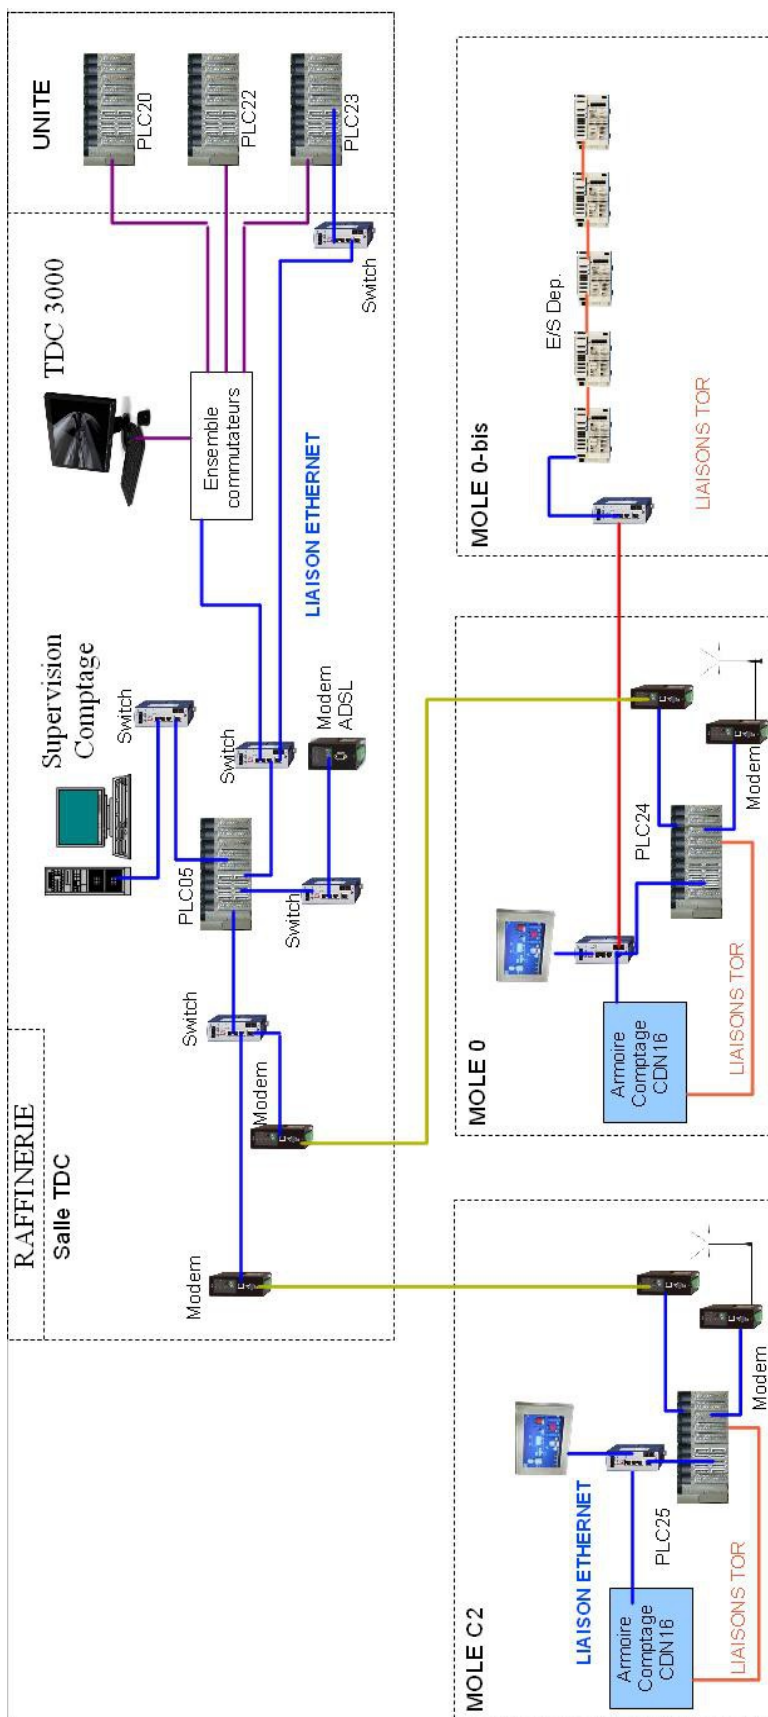 RAFFINERIE
Salle TDC
Supervision
Comptage
TDC 3000
UNITE
Switch
PLC20
PLC22
PLC23
Ensemble
commutateurs
PLC05
Switch
Modem
Modem
Switch
Switch
Modem
ADSL
LIAISON ETHERNET
Switch
MOLE C2
LIAISON ETHERNET
Armoire
Comptage
CDN16
PLC25
LIAISONS TOR
Modem
MOLE 0
Armoire
Comptage
CDN16
PLC24
LIAISONS TOR
Modem
MOLE 0-bis
E/S Dep.
LIAISONS TOR